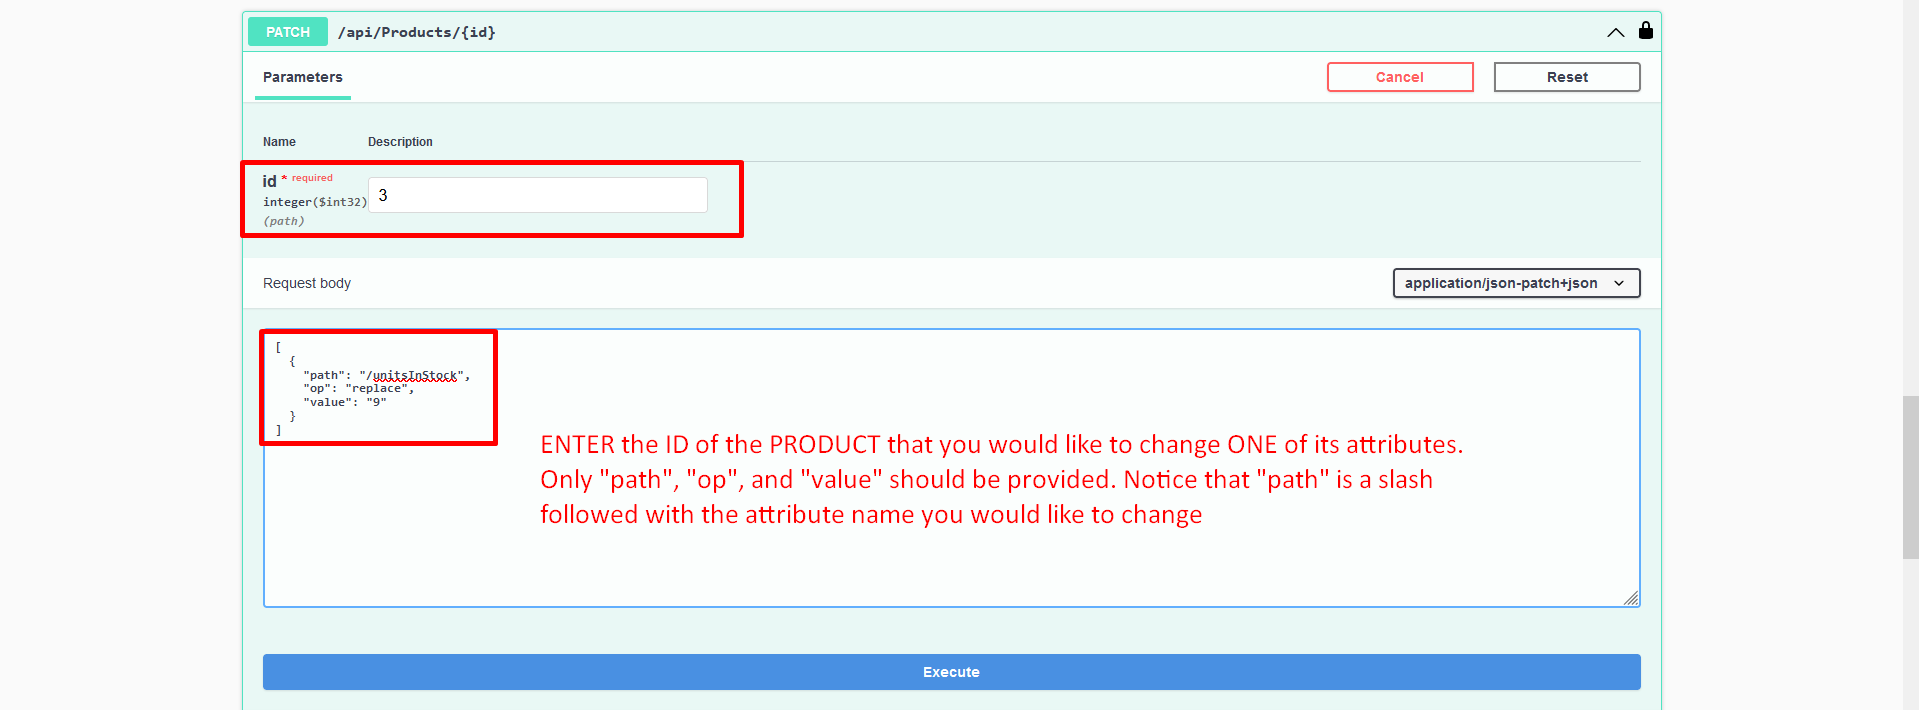 PATCH /api/Products/{id}
Parameters
Cancel
Reset
Name
Description
id * required
integer($int32)
(path)
3
Request body
application/json-patch+json
[
  {
    "path": "/unitsInStock",
    "op": "replace",
    "value": "9"
  }
]
ENTER the ID of the PRODUCT that you would like to change ONE of its attributes.
Only "path", "op", and "value" should be provided. Notice that "path" is a slash
followed with the attribute name you would like to change
Execute